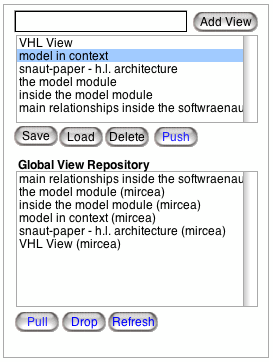 Add View
VHL View
model in context
snaut-paper - h.l. architecture
the model module
inside the model module
main relationships inside the softwraenau
Save Load Delete Push
Global View Repository
main relationships inside the softwraenau
the model module (mircea)
inside the model module (mircea)
model in context (mircea)
snaut-paper - h.l. architecture (mircea)
VHL View (mircea)
Pull Drop Refresh